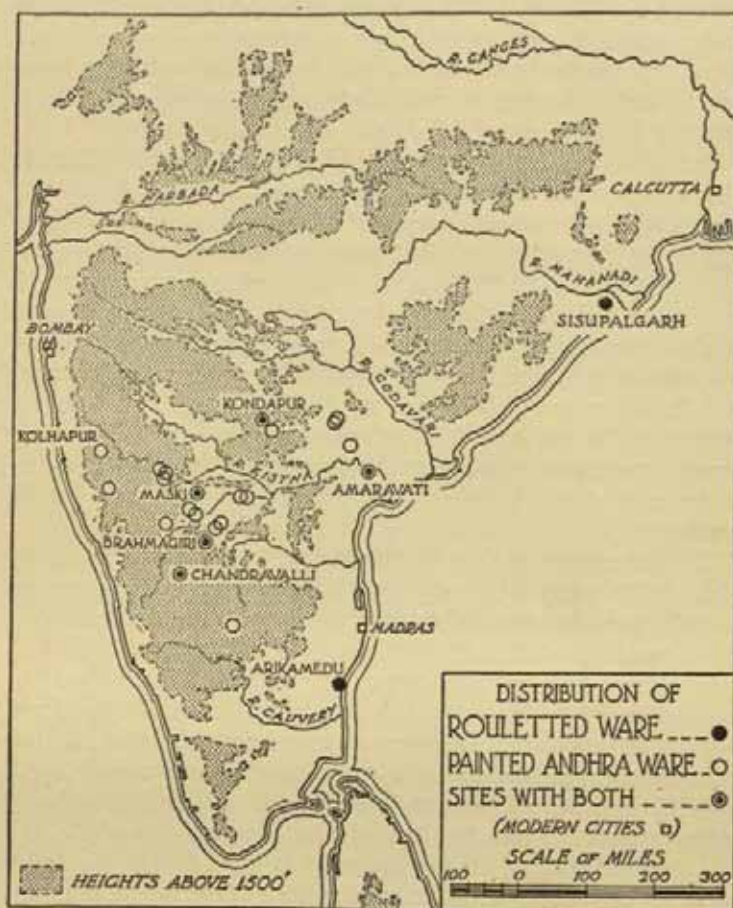 R. GANGES
R. NARBADA
CALCUTTA
R. MAHANADI
SISUPALGARH
BOMBAY
R. GODAVARI
KONDAPUR
KOLHAPUR
R. KISTNA
MASKI
AMARAVATI
BRAHMAGIRI
CHANDRAVALLI
MADRAS
ARIKAMEDU
R. CAUVERY
DISTRIBUTION OF
ROULETTED WARE
PAINTED ANDHRA WARE
SITES WITH BOTH
(MODERN CITIES)
SCALE OF MILES
100 0 100 200 300
HEIGHTS ABOVE 1500'